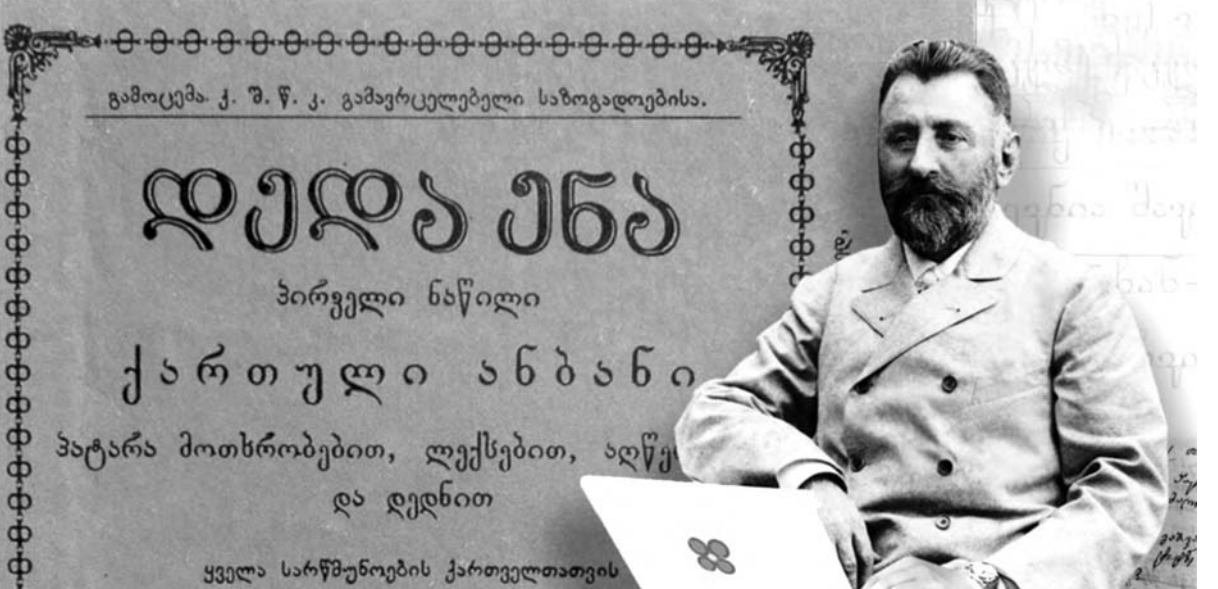 გამოცემა ქ. შ. წ. კ. გამავრცელებელი საზოგადოებისა.
დედა ენა
პირველი ნაწილი
ქართული ანბანი
პატარა მოთხრობებით, ლექსებით,
და დედნით
ყველა სარწმუნოების ქართველთათვის